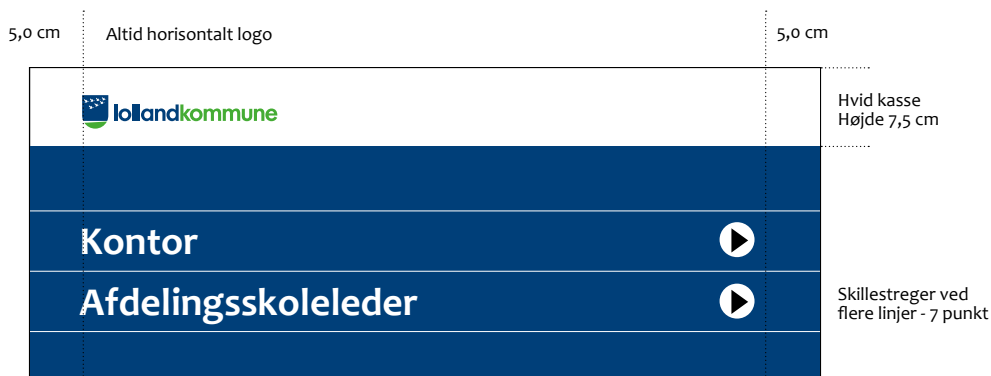 5,0 cm
Altid horisontalt logo
5,0 cm
lollandkommune
Hvid kasse
Højde 7,5 cm
Kontor
Afdelingsskoleleder
Skillestreger ved
flere linjer - 7 punkt